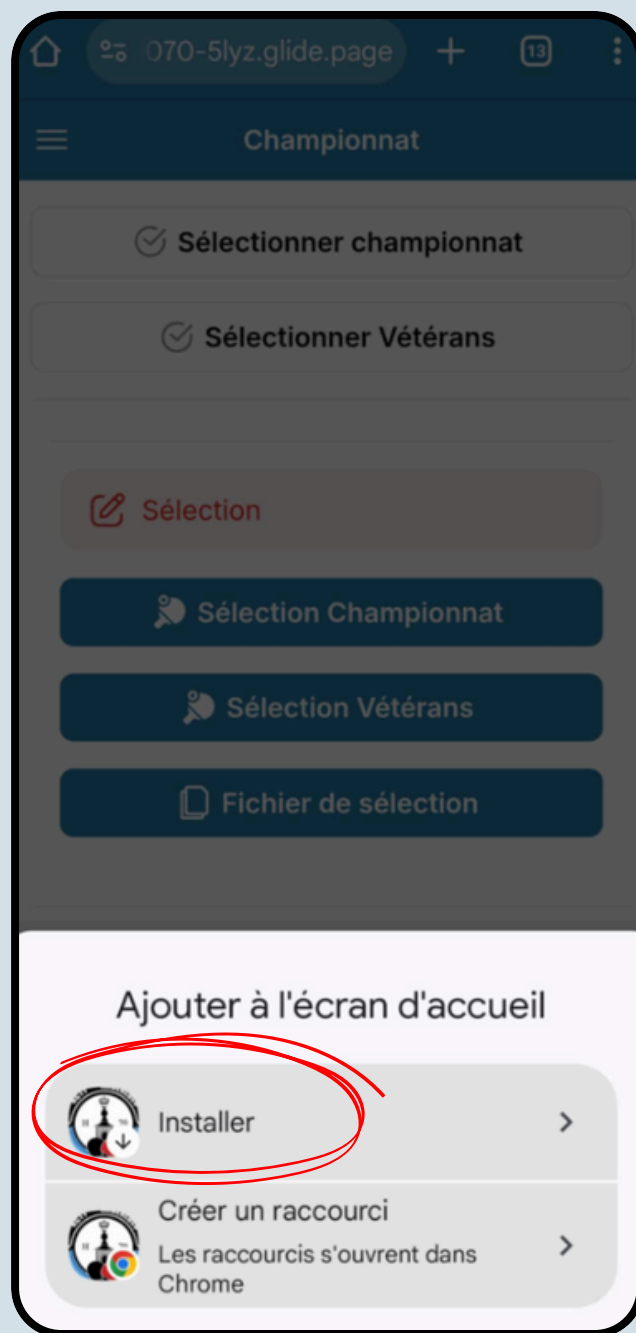 070-5lyz.glide.page
13
Championnat
Sélectionner championnat
Sélectionner Vétérans
Sélection
Sélection Championnat
Sélection Vétérans
Fichier de sélection
Ajouter à l'écran d'accueil
Installer
Créer un raccourci
Les raccourcis s'ouvrent dans
Chrome